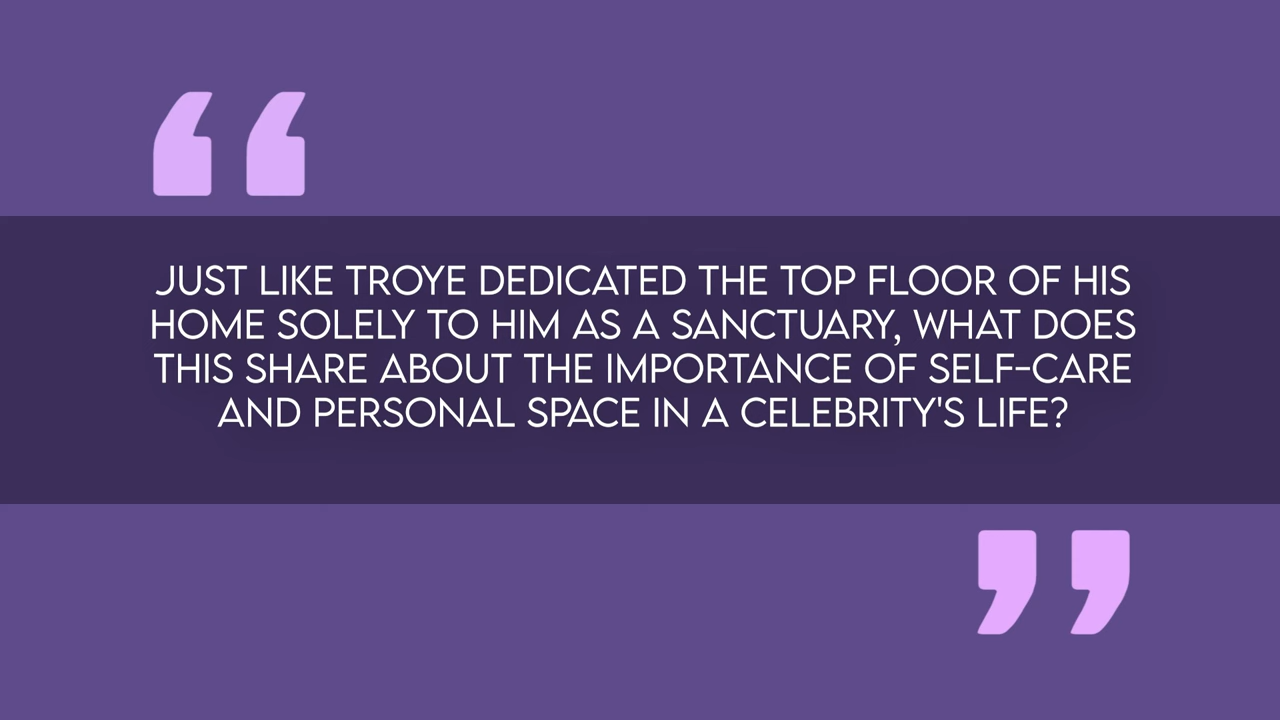 “
JUST LIKE TROYE DEDICATED THE TOP FLOOR OF HIS
HOME SOLELY TO HIM AS A SANCTUARY, WHAT DOES
THIS SHARE ABOUT THE IMPORTANCE OF SELF-CARE
AND PERSONAL SPACE IN A CELEBRITY'S LIFE?
”